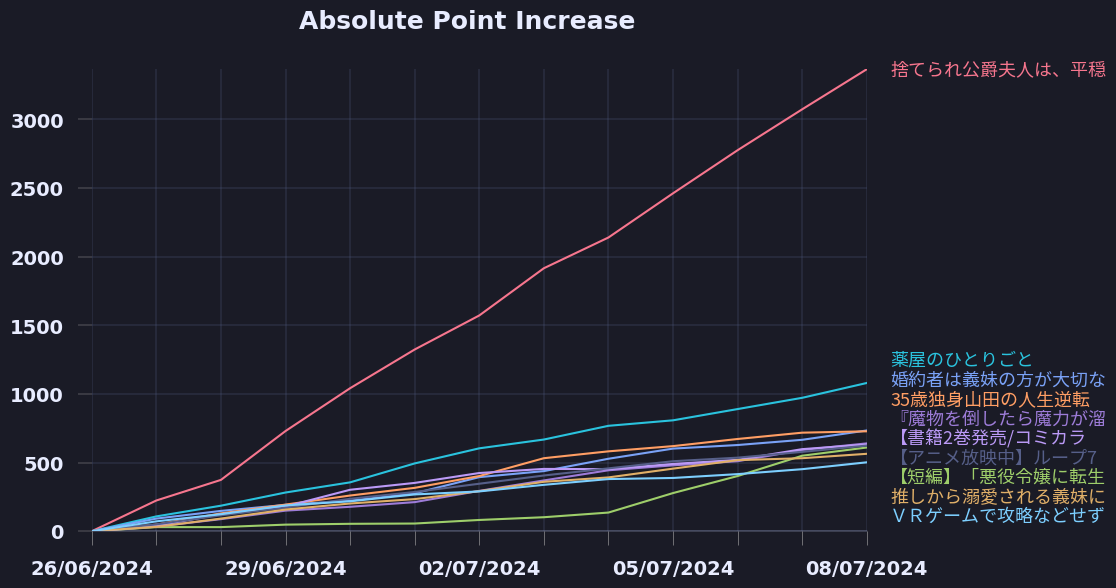 Absolute Point Increase
3000
2500
2000
1500
1000
500
0
26/06/2024
29/06/2024
02/07/2024
05/07/2024
08/07/2024
捨てられ公爵夫人は、平穏
薬屋のひとりごと
婚約者は義妹の方が大切な
35歳独身山田の人生逆転
『魔物を倒したら魔力が溜
【書籍2巻発売/コミカラ
【アニメ放映中】ループ7
【短編】「悪役令嬢に転生
推しから溺愛される義妹に
ＶＲゲームで攻略などせず